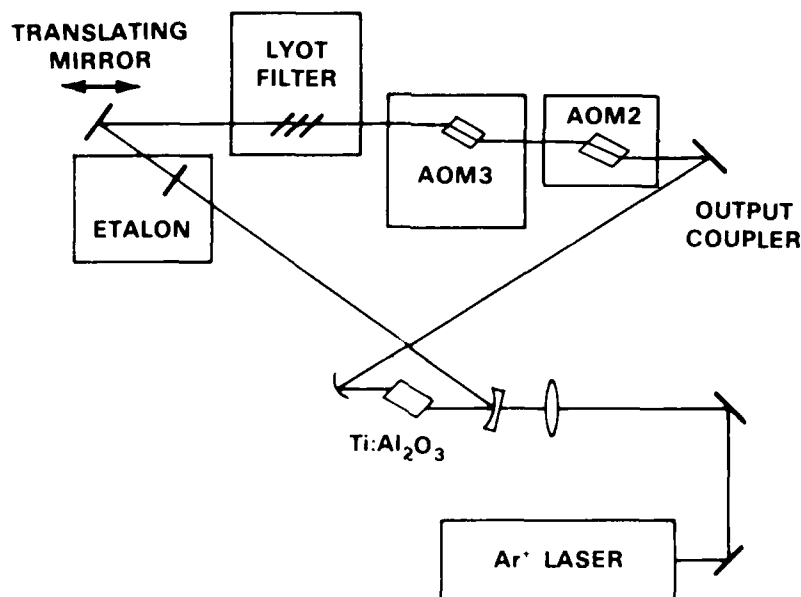 TRANSLATING
MIRROR
LYOT
FILTER
AOM3
AOM2
ETALON
OUTPUT
COUPLER
Ti:Al₂O₃
Ar⁺ LASER